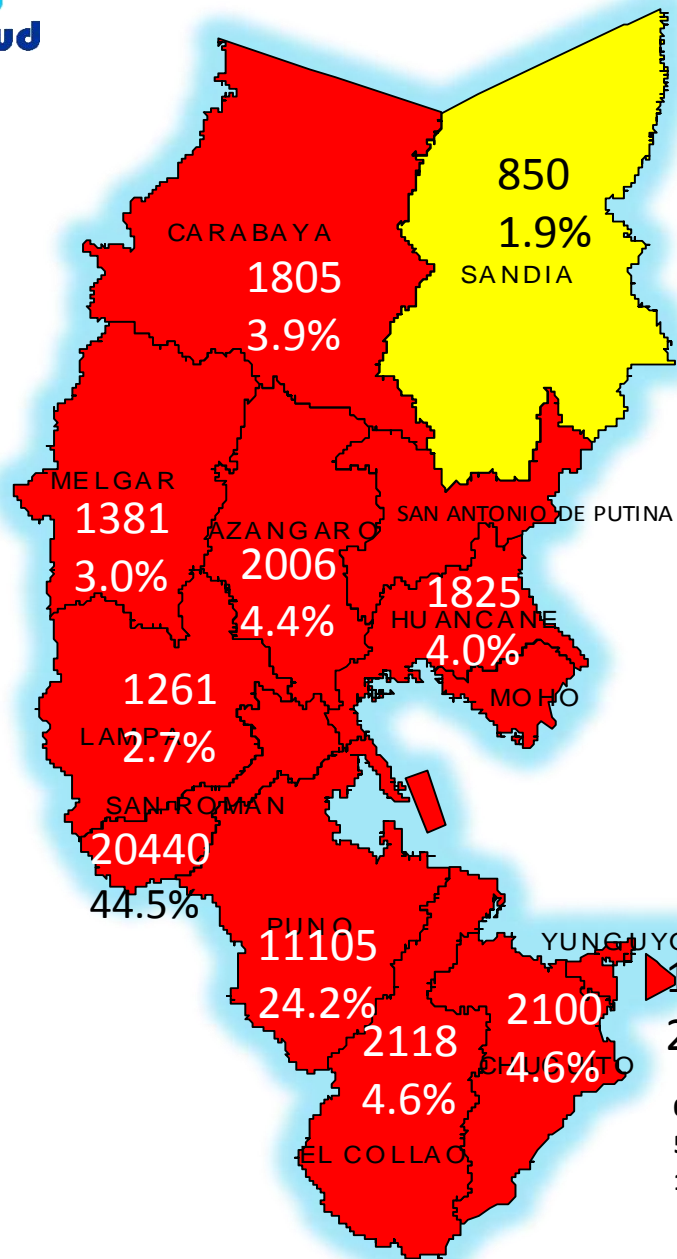 ud
850
1.9%
SANDIA
CARABAYA
1805
3.9%
MELGAR
1381
3.0%
AZANGARO
2006
4.4%
SAN ANTONIO DE PUTINA
1825
HUANCANE
4.0%
MOHO
1261
LAMPA
2.7%
SAN ROMAN
20440
44.5%
PUNO
11105
24.2%
YUNGUYO
2100
CHUCUITO
4.6%
2118
4.6%
EL COLLAO